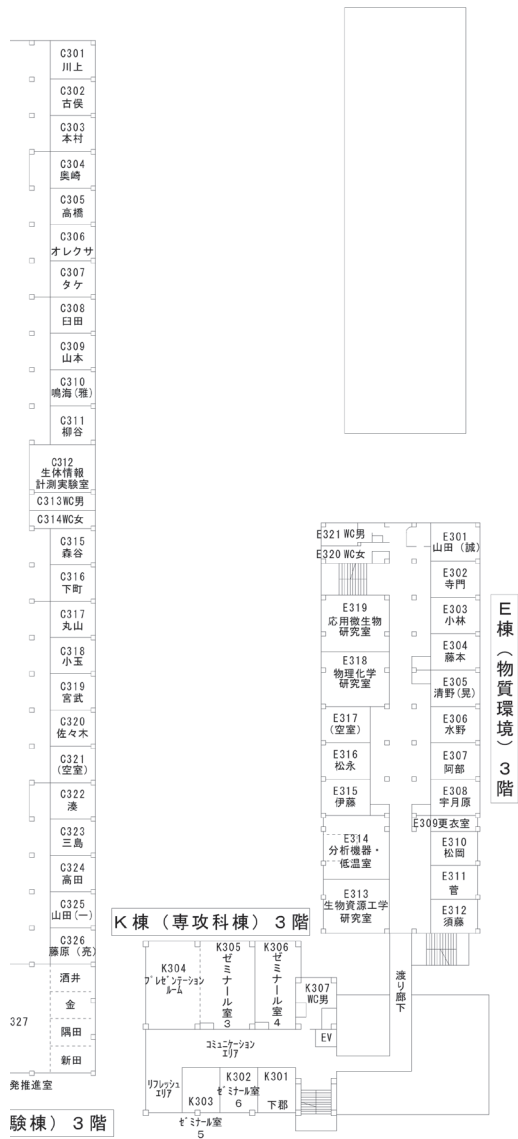 C301
川上
C302
古俣
C303
本村
C304
奥崎
C305
高橋
C306
オレクサ
C307
タケ
C308
臼田
C309
山本
C310
鳴海(雅)
C311
柳谷
C312
生体情報
計測実験室
C313WC男
C314WC女
C315
森谷
C316
下町
C317
丸山
C318
小玉
C319
宮武
C320
佐々木
C321
(空室)
C322
湊
C323
三島
C324
高田
C325
山田(一)
C326
藤原(亮)
酒井
金
327
隅田
新田
発推進室
験棟)3階
E321 WC男
E320 WC女
E319
応用微生物
研究室
E318
物理化学
研究室
E317
(空室)
E316
松永
E315
伊藤
E314
分析機器・
低温室
E313
生物資源工学
研究室
E301
山田(誠)
E302
寺門
E303
小林
E304
藤本
E305
清野(晃)
E306
水野
E307
阿部
E308
宇月原
E309更衣室
E310
松岡
E311
菅
E312
須藤
E棟(物質環境)3階
渡り廊下
K棟(専攻科棟)3階
K304
プレゼンテーション
ルーム
K305
ゼミナール室3
K306
ゼミナール室4
K307
WC男
EV
コミュニケーション
エリア
リフレッシュ
エリア
K303
ゼミナール室
5
K302
ゼミナール室
6
K301
下郡